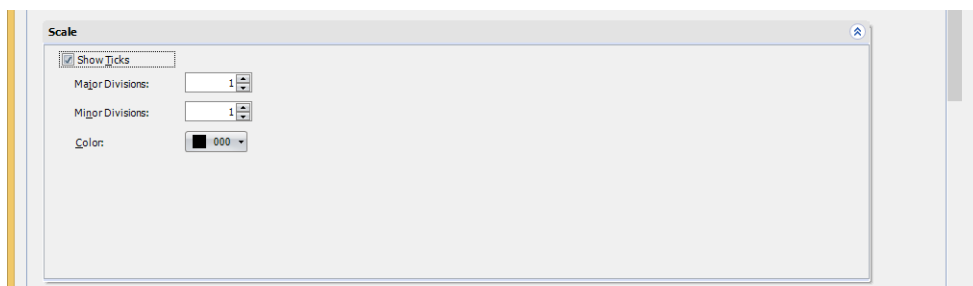 Scale
Show Ticks
Major Divisions: 1
Minor Divisions: 1
Color: 000